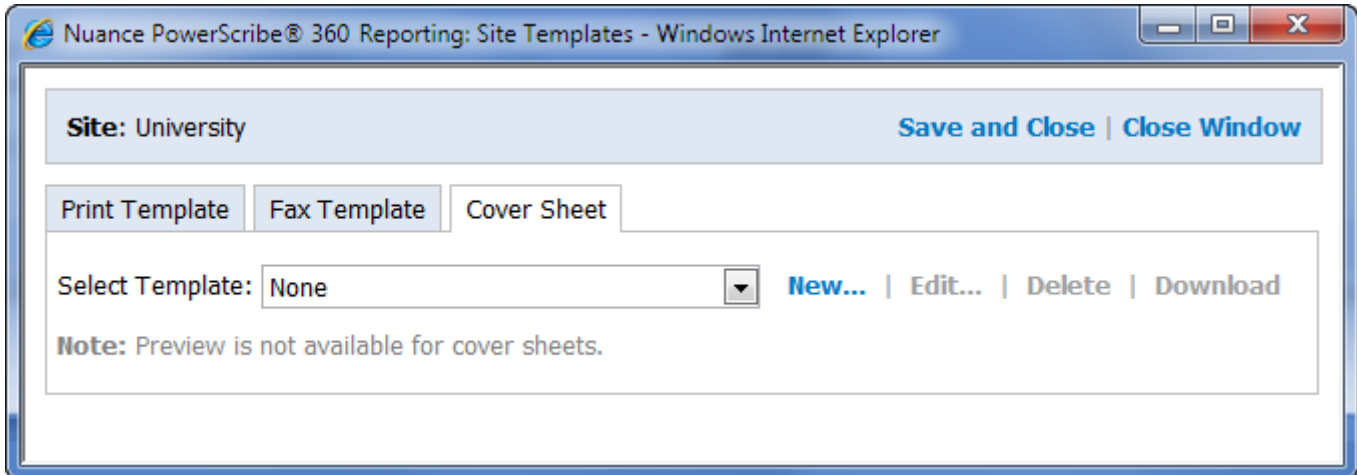 Nuance PowerScribe® 360 Reporting: Site Templates - Windows Internet Explorer
Site: University Save and Close | Close Window
Print Template Fax Template Cover Sheet
Select Template: None New... | Edit... | Delete | Download
Note: Preview is not available for cover sheets.